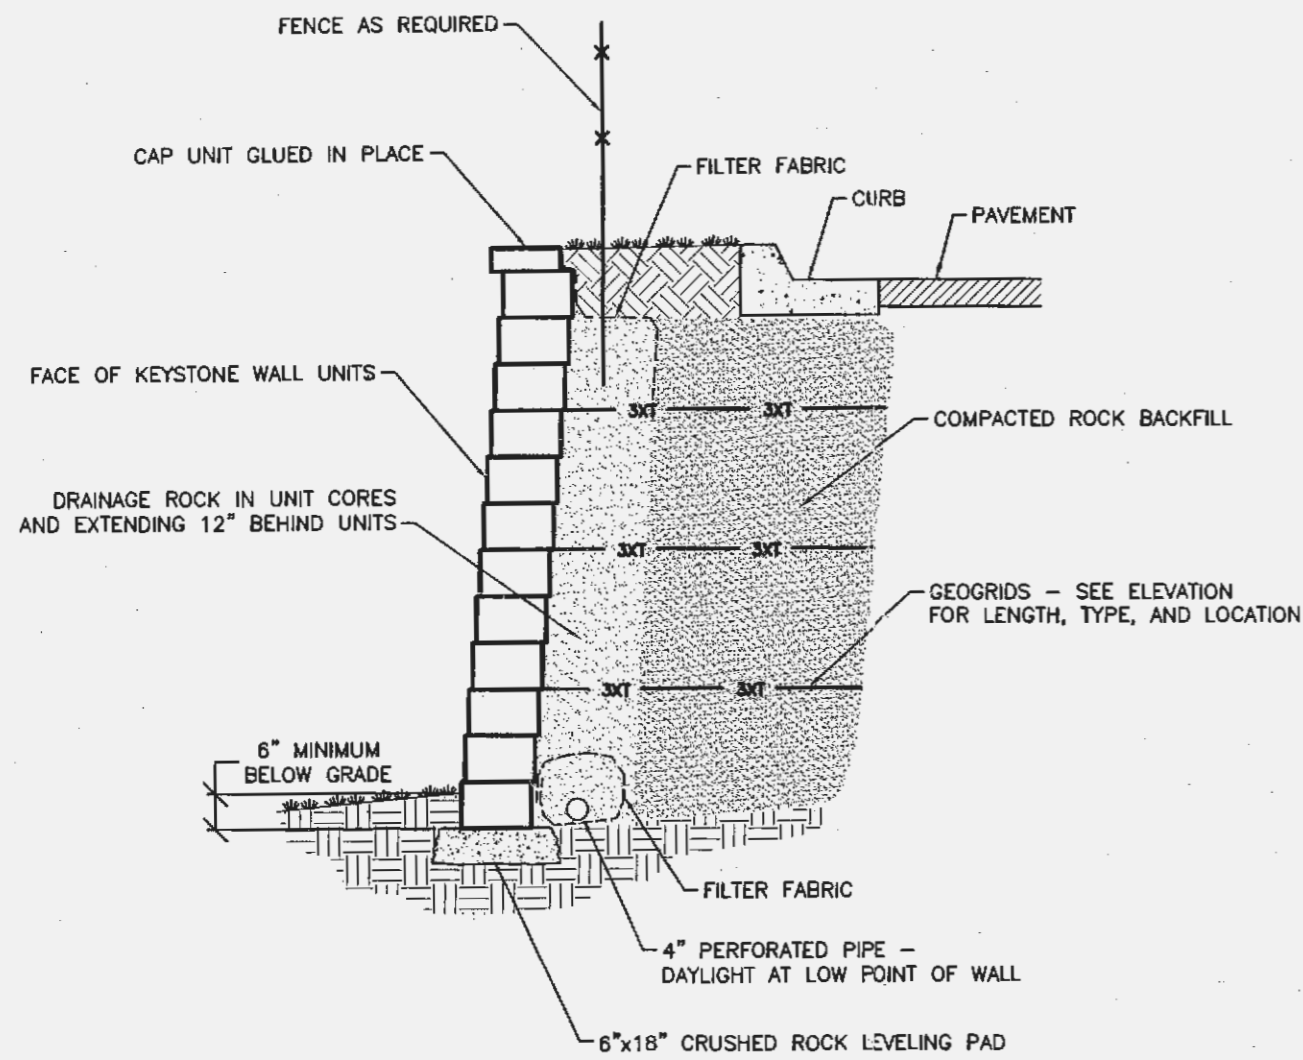 FENCE AS REQUIRED
CAP UNIT GLUED IN PLACE
FILTER FABRIC
CURB
PAVEMENT
FACE OF KEYSTONE WALL UNITS
3XT 3XT
COMPACTED ROCK BACKFILL
DRAINAGE ROCK IN UNIT CORES
AND EXTENDING 12" BEHIND UNITS
3XT 3XT
GEOGRIDS - SEE ELEVATION
FOR LENGTH, TYPE, AND LOCATION
3XT 3XT
6" MINIMUM
BELOW GRADE
FILTER FABRIC
4" PERFORATED PIPE -
DAYLIGHT AT LOW POINT OF WALL
6"x18" CRUSHED ROCK LEVELING PAD